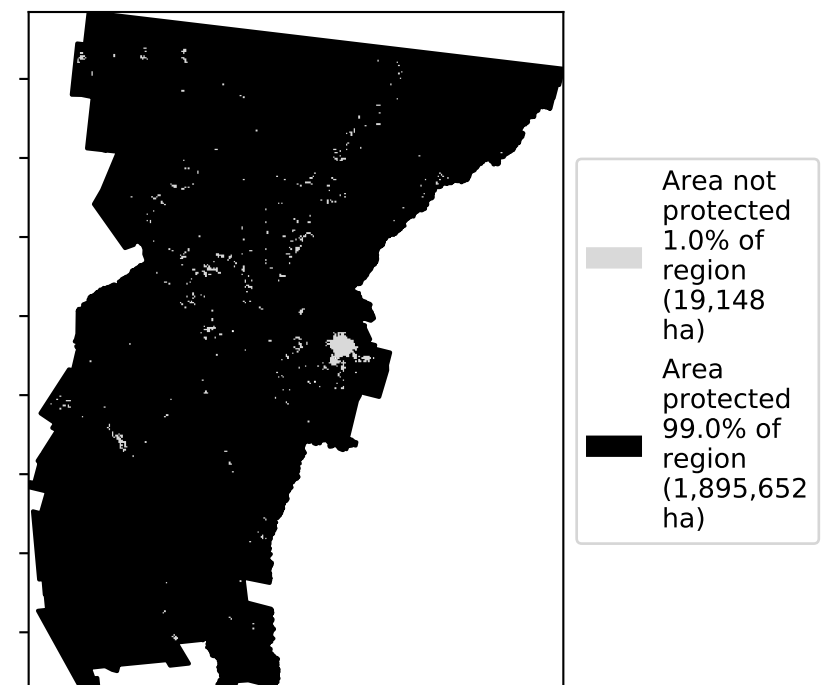 Area not
protected
1.0% of
region
(19,148
ha)
Area
protected
99.0% of
region
(1,895,652
ha)